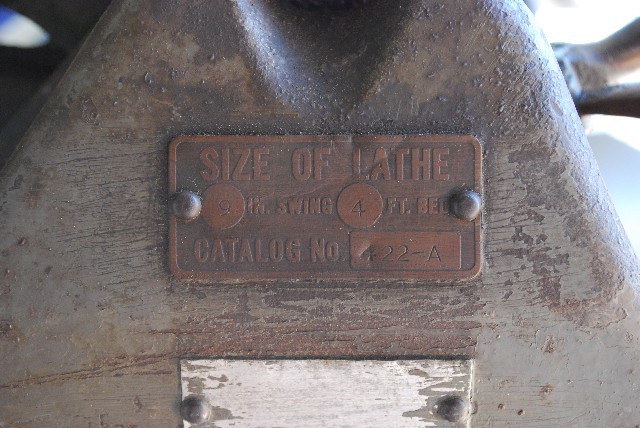 SIZE OF LATHE
9 IN. SWING 4 FT. BED
CATALOG No. 422-A